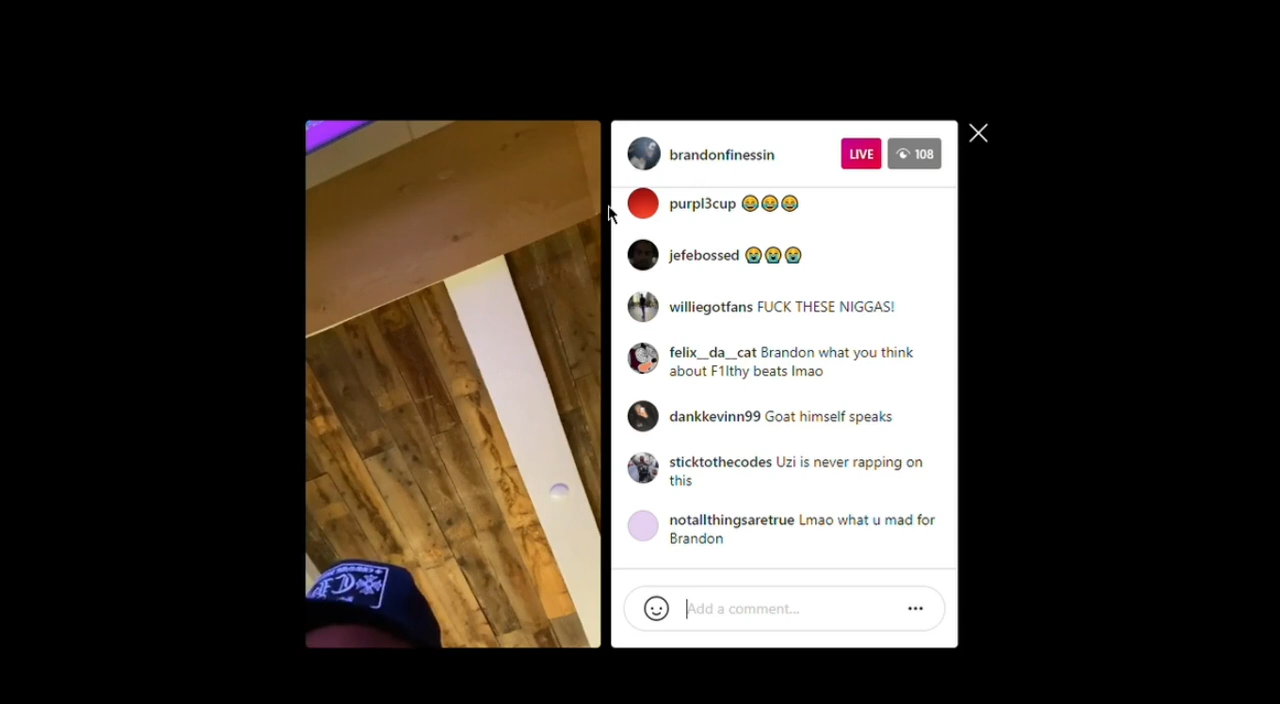 brandonfinessin
LIVE
108
purpl3cup 😂😂😂
jefebossed 😭😭😭
williegotfans FUCK THESE NIGGAS!
felix__da__cat Brandon what you think
about F1lthy beats lmao
dankkevinn99 Goat himself speaks
sticktothecodes Uzi is never rapping on
this
notallthingsaretrue Lmao what u mad for
Brandon
Add a comment...
CH